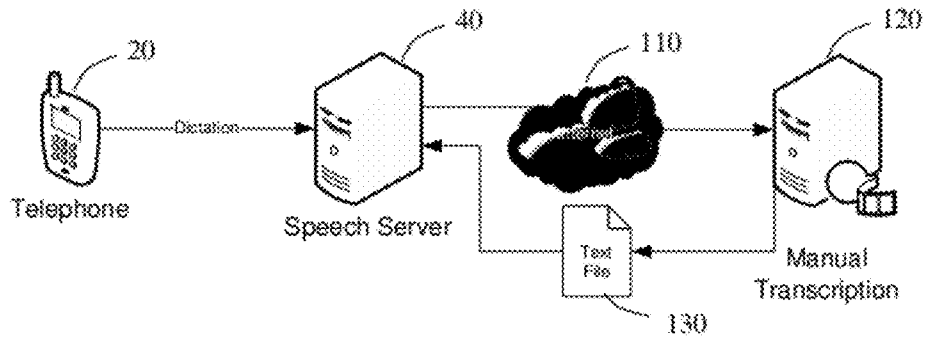 20
40
110
120
Dictation
Telephone
Speech Server
Text
File
Manual
Transcription
130